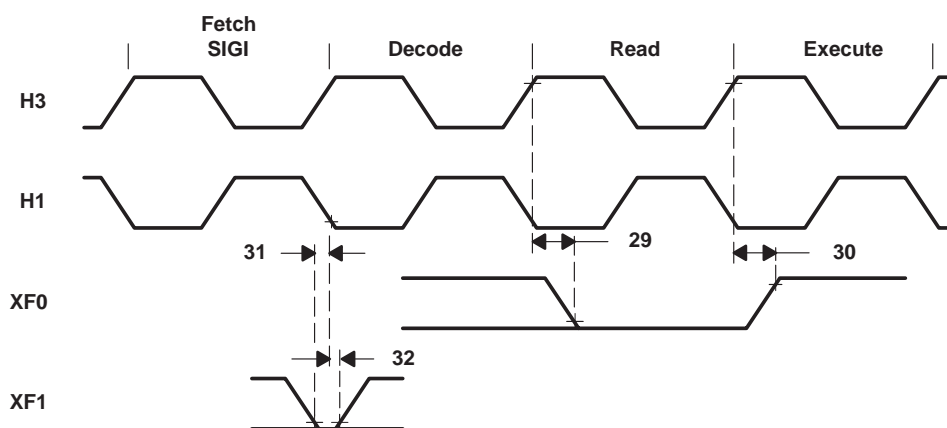 Fetch
SIGI Decode Read Execute
H3
H1
31 29 30
XF0
32
XF1